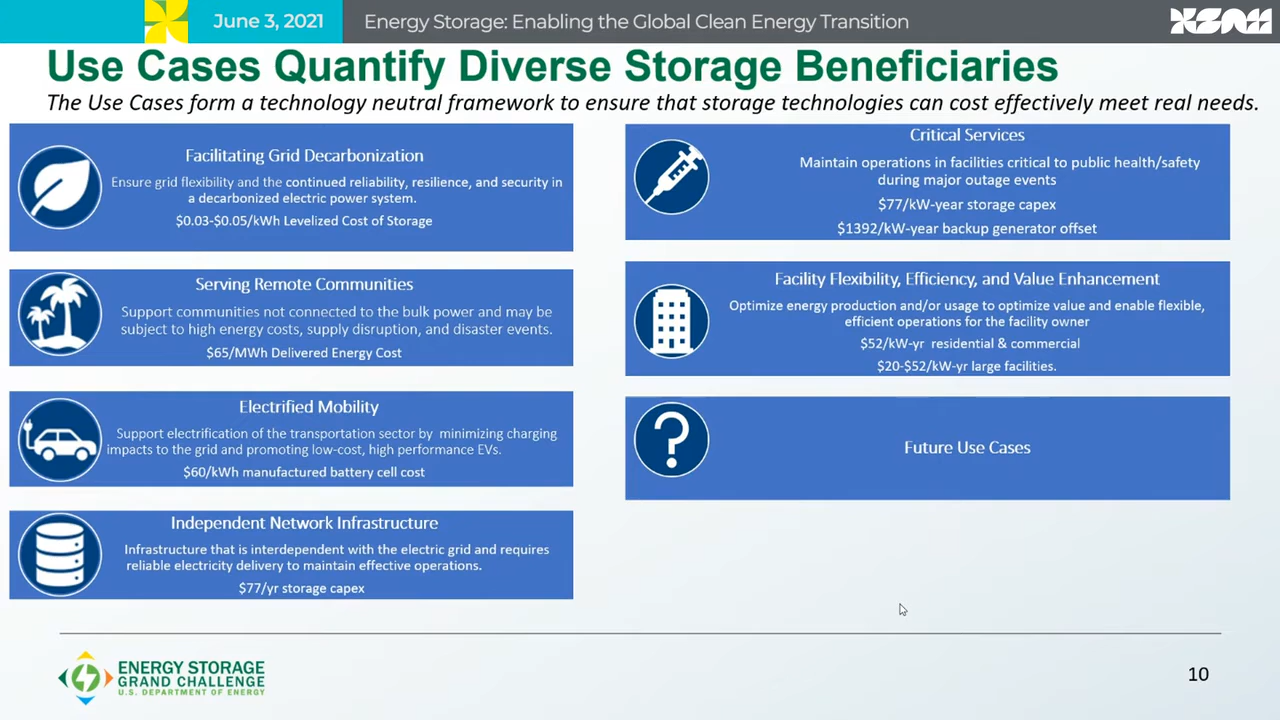 June 3, 2021
Energy Storage: Enabling the Global Clean Energy Transition
Use Cases Quantify Diverse Storage Beneficiaries
The Use Cases form a technology neutral framework to ensure that storage technologies can cost effectively meet real needs.
Facilitating Grid Decarbonization
Ensure grid flexibility and the continued reliability, resilience, and security in
a decarbonized electric power system.
$0.03-$0.05/kWh Levelized Cost of Storage
Serving Remote Communities
Support communities not connected to the bulk power and may be
subject to high energy costs, supply disruption, and disaster events.
$65/MWh Delivered Energy Cost
Electrified Mobility
Support electrification of the transportation sector by minimizing charging
impacts to the grid and promoting low-cost, high performance EVs.
$60/kWh manufactured battery cell cost
Independent Network Infrastructure
Infrastructure that is interdependent with the electric grid and requires
reliable electricity delivery to maintain effective operations.
$77/yr storage capex
Critical Services
Maintain operations in facilities critical to public health/safety
during major outage events
$77/kW-year storage capex
$1392/kW-year backup generator offset
Facility Flexibility, Efficiency, and Value Enhancement
Optimize energy production and/or usage to optimize value and enable flexible,
efficient operations for the facility owner
$52/kW-yr residential & commercial
$20-$52/kW-yr large facilities.
Future Use Cases
ENERGY STORAGE
GRAND CHALLENGE
U.S. DEPARTMENT OF ENERGY
10